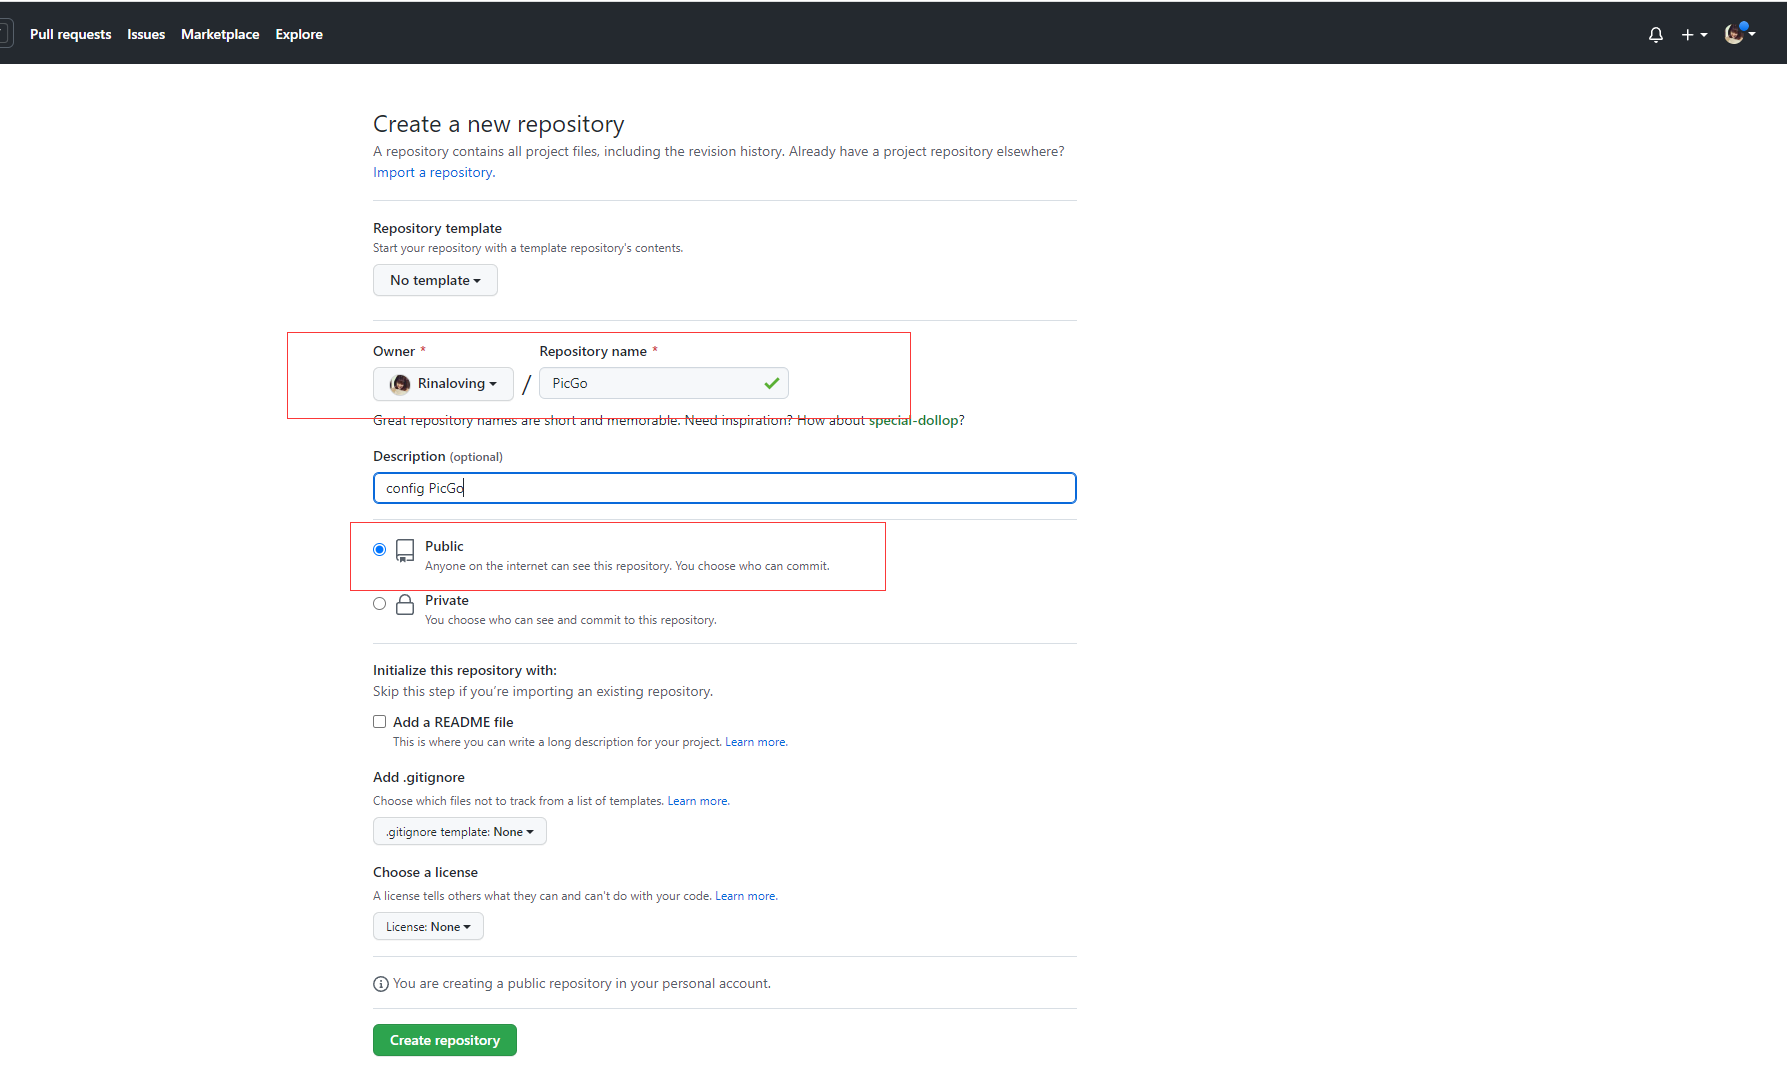 Pull requests Issues Marketplace Explore
Create a new repository
A repository contains all project files, including the revision history. Already have a project repository elsewhere?
Import a repository.
Repository template
Start your repository with a template repository's contents.
No template
Owner * Repository name *
Rinaloving / PicGo
Great repository names are short and memorable. Need inspiration? How about special-dollop?
Description (optional)
config PicGo
Public
Anyone on the internet can see this repository. You choose who can commit.
Private
You choose who can see and commit to this repository.
Initialize this repository with:
Skip this step if you're importing an existing repository.
Add a README file
This is where you can write a long description for your project. Learn more.
Add .gitignore
Choose which files not to track from a list of templates. Learn more.
.gitignore template: None
Choose a license
A license tells others what they can and can't do with your code. Learn more.
License: None
You are creating a public repository in your personal account.
Create repository